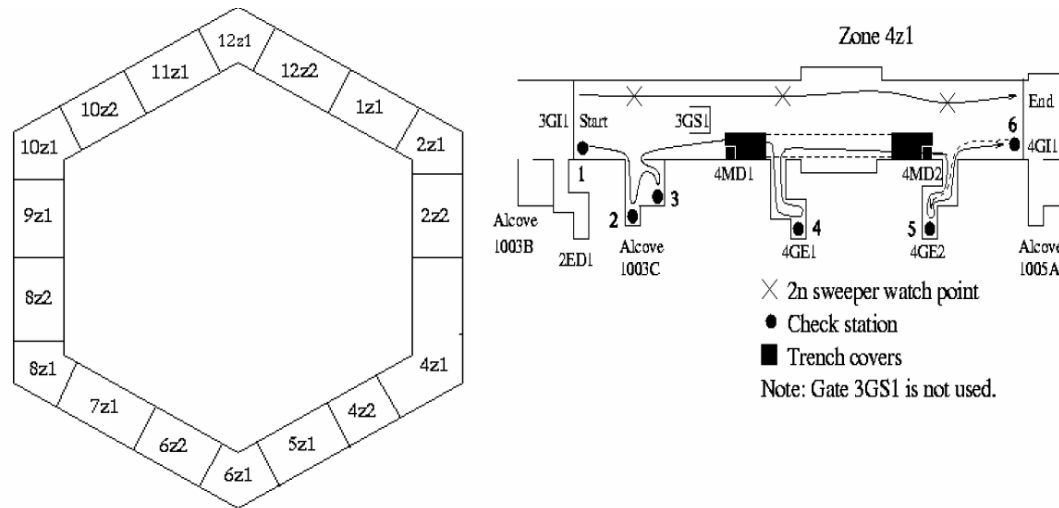 12z1
11z1
12z2
10z2
1z1
10z1
2z1
9z1
2z2
8z2
8z1
4z1
7z1
4z2
6z2
5z1
6z1
Zone 4z1
3GI1
Start
3GS1
End
6
4GI1
1
4MD1
4MD2
2
3
4
5
Alcove
1003B
2ED1
Alcove
1003C
4GE1
4GE2
Alcove
1005A
2n sweeper watch point
Check station
Trench covers
Note: Gate 3GS1 is not used.